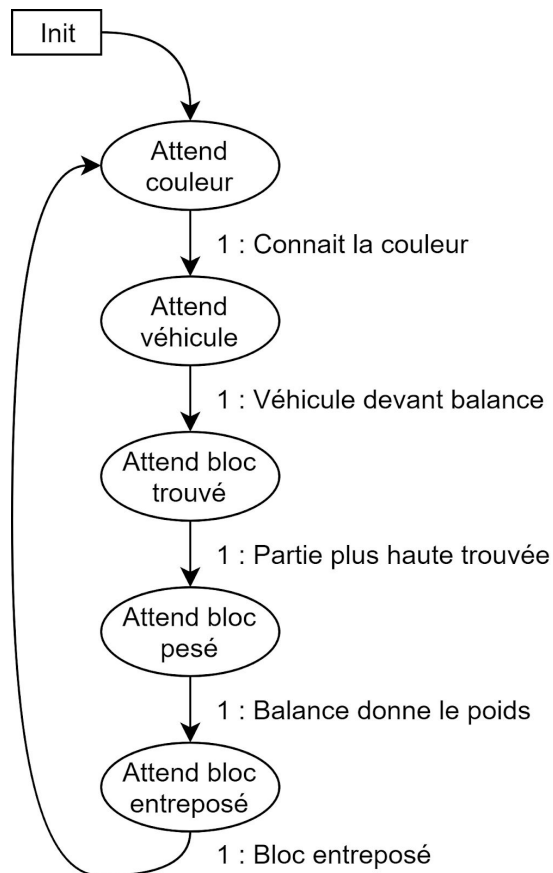 Init
Attend
couleur
1 : Connait la couleur
Attend
véhicule
1 : Véhicule devant balance
Attend bloc
trouvé
1 : Partie plus haute trouvée
Attend bloc
pesé
1 : Balance donne le poids
Attend bloc
entreposé
1 : Bloc entreposé